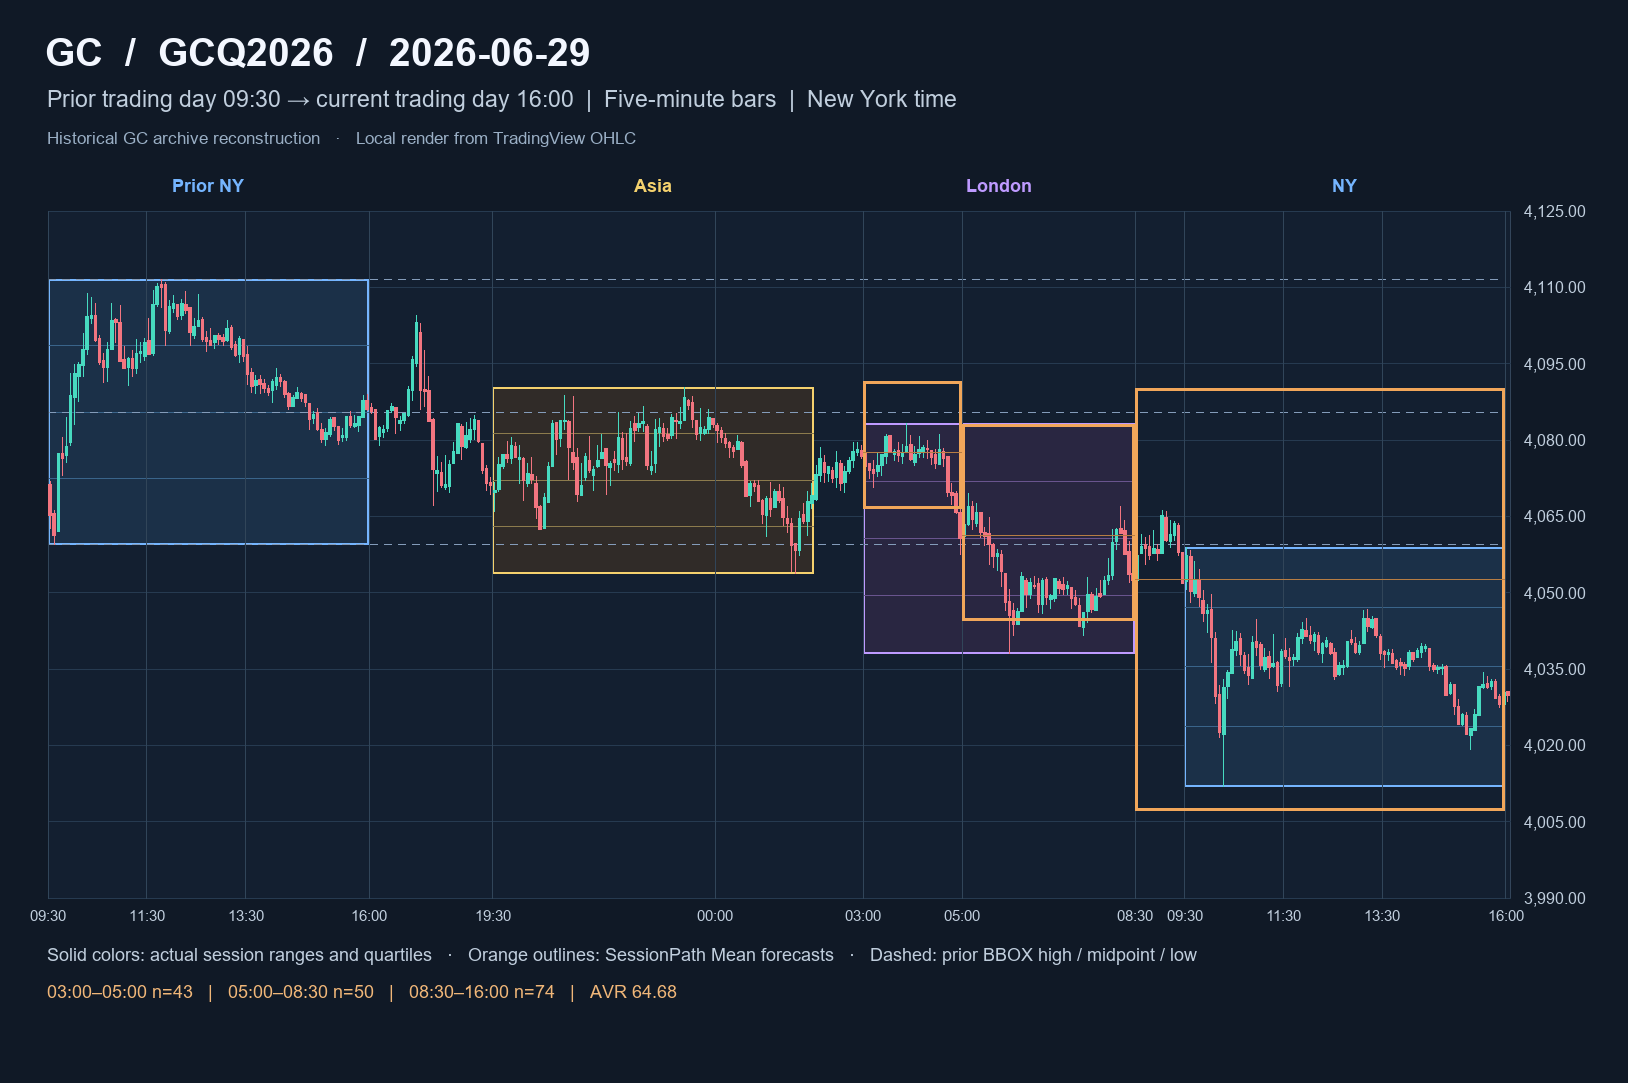 GC / GCQ2026 / 2026-06-29
Prior trading day 09:30 → current trading day 16:00 | Five-minute bars | New York time
Historical GC archive reconstruction · Local render from TradingView OHLC
Prior NY Asia London NY
4,125.00
4,110.00
4,095.00
4,080.00
4,065.00
4,050.00
4,035.00
4,020.00
4,005.00
3,990.00
09:30 11:30 13:30 16:00 19:30 00:00 03:00 05:00 08:30 09:30 11:30 13:30 16:00
Solid colors: actual session ranges and quartiles · Orange outlines: SessionPath Mean forecasts · Dashed: prior BBOX high / midpoint / low
03:00–05:00 n=43 | 05:00–08:30 n=50 | 08:30–16:00 n=74 | AVR 64.68